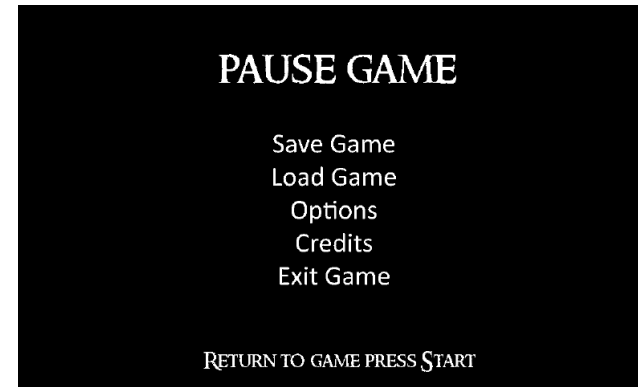 PAUSE GAME
Save Game
Load Game
Options
Credits
Exit Game
RETURN TO GAME PRESS START